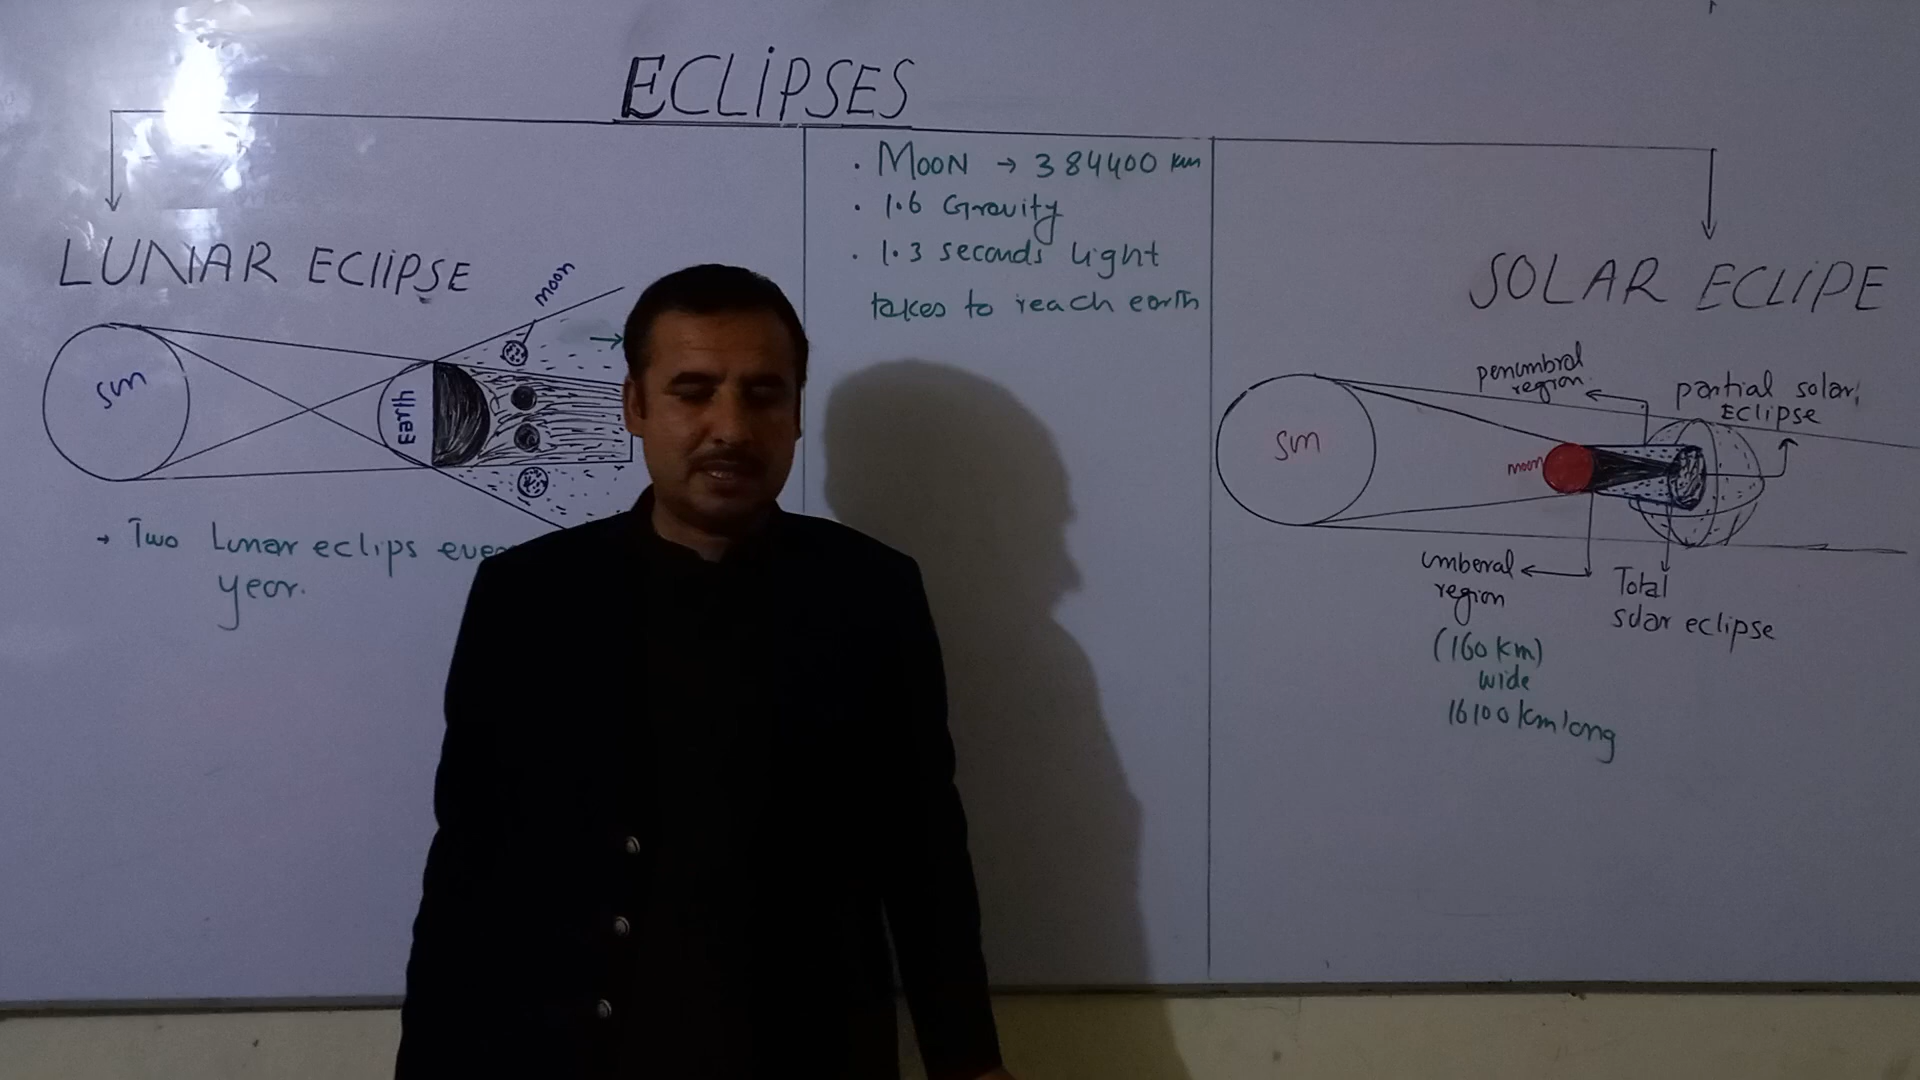 ECLiPSES
LUNAR ECLIPSE
moon
Sun
Earth
→ Two Lunar eclips
year.
. MOON → 384400 km
. 1.6 Gravity
. 1.3 seconds light
takes to reach earth
SOLAR ECLiPE
penumbral
region
partial solar
ECLIPSE
Sun
moon
umberal
region
(160 km)
wide
16100 km long
Total
solar eclipse